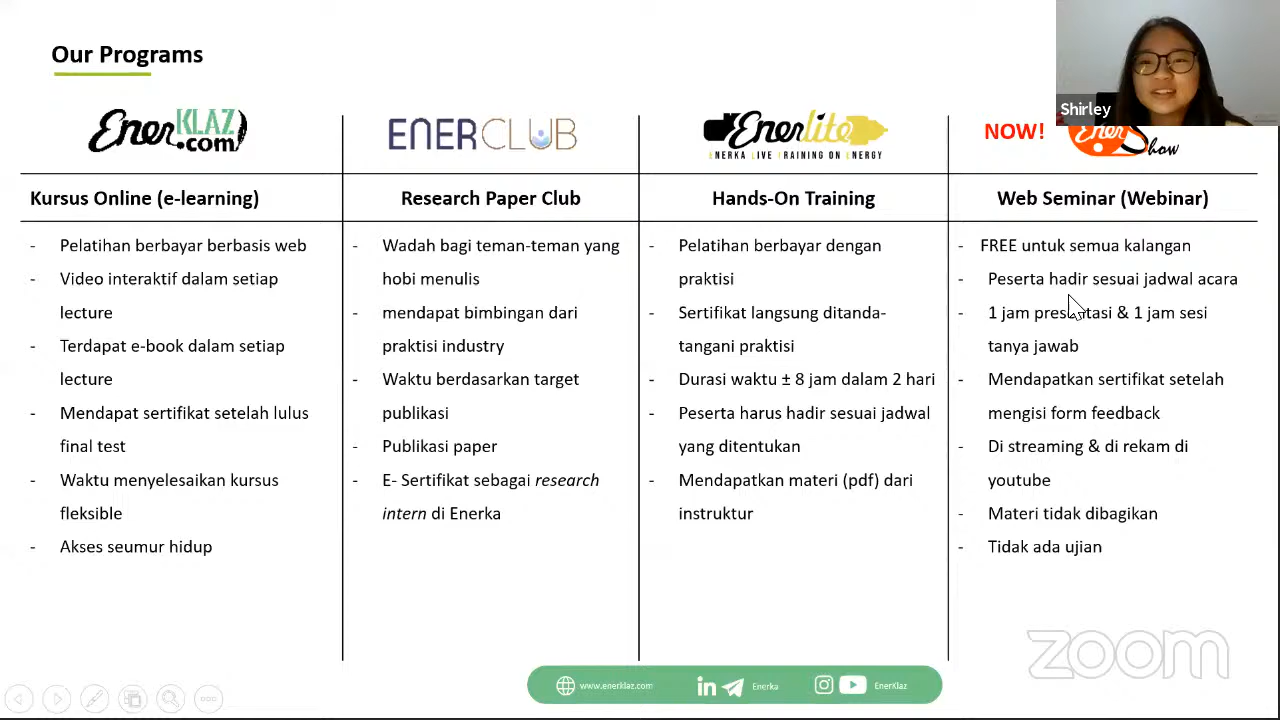 Our Programs
Shirley
EnerKLAZ
.com
ENERCLUB
Enerlite
ENERKA LIVE TRAINING ON ENERGY
NOW!
Ener Show
Kursus Online (e-learning)
Research Paper Club
Hands-On Training
Web Seminar (Webinar)
- Pelatihan berbayar berbasis web
- Video interaktif dalam setiap
lecture
- Terdapat e-book dalam setiap
lecture
- Mendapat sertifikat setelah lulus
final test
- Waktu menyelesaikan kursus
fleksible
- Akses seumur hidup
- Wadah bagi teman-teman yang
hobi menulis
- mendapat bimbingan dari
praktisi industry
- Waktu berdasarkan target
publikasi
- Publikasi paper
- E- Sertifikat sebagai research
intern di Enerka
- Pelatihan berbayar dengan
praktisi
- Sertifikat langsung ditanda-
tangani praktisi
- Durasi waktu ± 8 jam dalam 2 hari
- Peserta harus hadir sesuai jadwal
yang ditentukan
- Mendapatkan materi (pdf) dari
instruktur
- FREE untuk semua kalangan
- Peserta hadir sesuai jadwal acara
- 1 jam presentasi & 1 jam sesi
tanya jawab
- Mendapatkan sertifikat setelah
mengisi form feedback
- Di streaming & di rekam di
youtube
- Materi tidak dibagikan
- Tidak ada ujian
zoom
www.enerklaz.com
Enerka
EnerKlaz